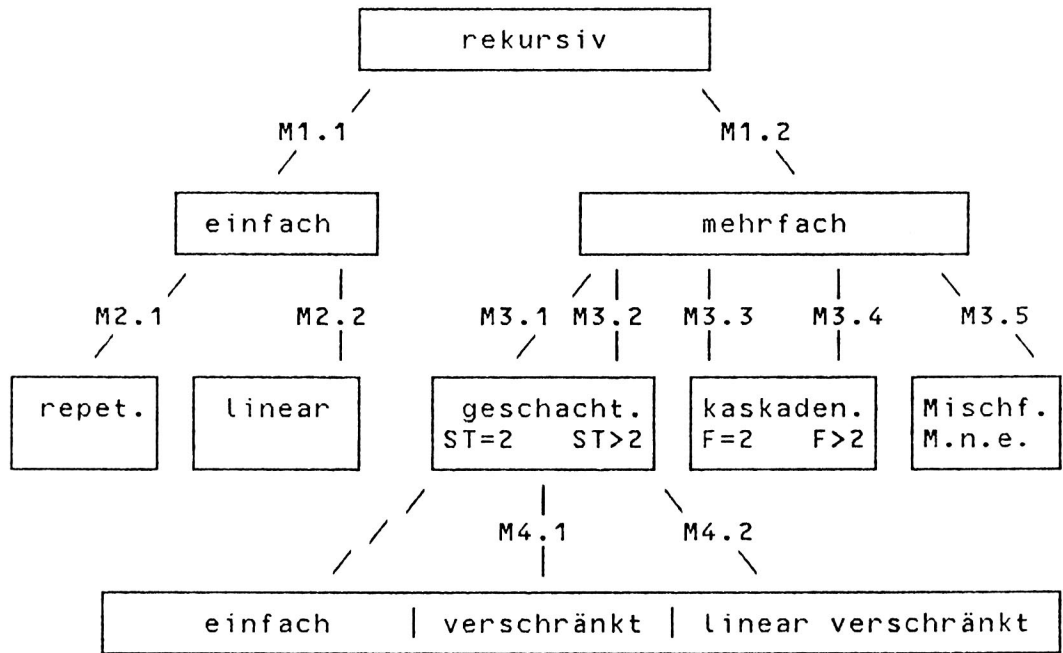 rekursiv
M1.1 M1.2
einfach mehrfach
M2.1 M2.2 M3.1 M3.2 M3.3 M3.4 M3.5
repet. linear geschacht. kaskaden. Mischf.
ST=2 ST>2 F=2 F>2 M.n.e.
M4.1 M4.2
einfach | verschränkt | linear verschränkt